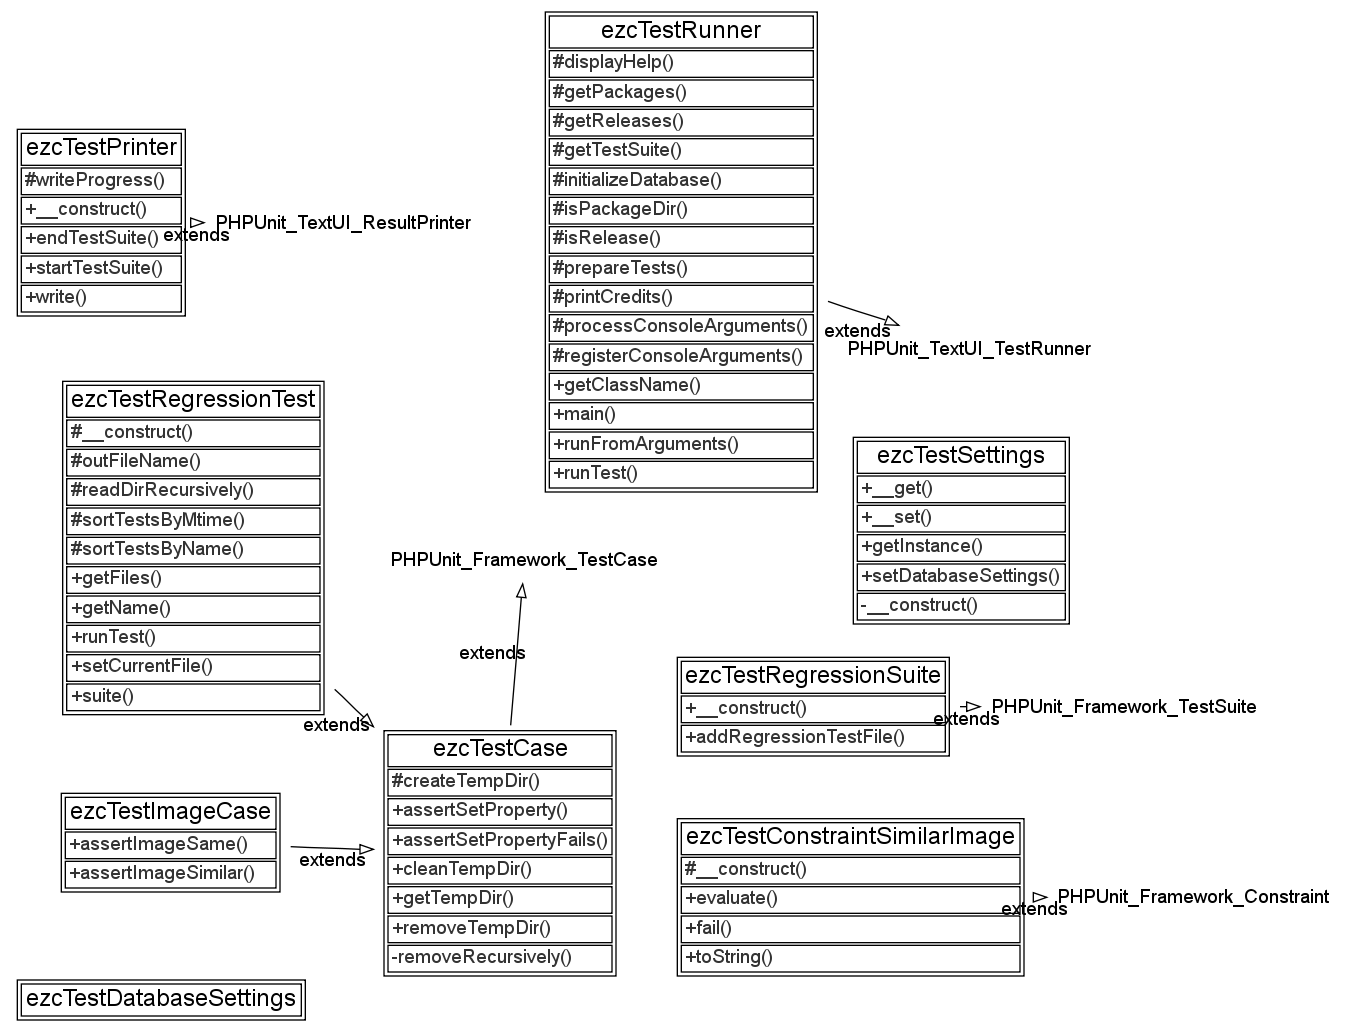 ezcTestRunner
#displayHelp()
#getPackages()
#getReleases()
#getTestSuite()
#initializeDatabase()
#isPackageDir()
#isRelease()
#prepareTests()
#printCredits()
#processConsoleArguments()
#registerConsoleArguments()
+getClassName()
+main()
+runFromArguments()
+runTest()
extends
PHPUnit_TextUI_TestRunner
ezcTestPrinter
#writeProgress()
+__construct()
+endTestSuite()
+startTestSuite()
+write()
extends
PHPUnit_TextUI_ResultPrinter
ezcTestRegressionTest
#__construct()
#outFileName()
#readDirRecursively()
#sortTestsByMtime()
#sortTestsByName()
+getFiles()
+getName()
+runTest()
+setCurrentFile()
+suite()
extends
ezcTestSettings
+__get()
+__set()
+getInstance()
+setDatabaseSettings()
-__construct()
PHPUnit_Framework_TestCase
extends
ezcTestRegressionSuite
+__construct()
+addRegressionTestFile()
extends
PHPUnit_Framework_TestSuite
ezcTestCase
#createTempDir()
+assertSetProperty()
+assertSetPropertyFails()
+cleanTempDir()
+getTempDir()
+removeTempDir()
-removeRecursively()
ezcTestImageCase
+assertImageSame()
+assertImageSimilar()
extends
ezcTestConstraintSimilarImage
#__construct()
+evaluate()
+fail()
+toString()
extends
PHPUnit_Framework_Constraint
ezcTestDatabaseSettings